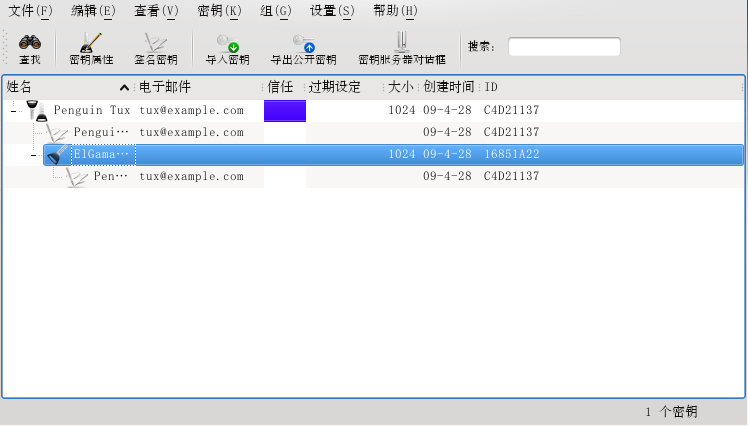 文件(F) 编辑(E) 查看(V) 密钥(K) 组(G) 设置(S) 帮助(H)
查找 密钥属性 签名密钥 导入密钥 导出公开密钥 密钥服务器对话框 搜索:
姓名 电子邮件 信任 过期设定 大小 创建时间 ID
Penguin Tux tux@example.com 1024 09-4-28 C4D21137
Pengui… tux@example.com 09-4-28 C4D21137
ElGama… 1024 09-4-28 16851A22
Pen… tux@example.com 09-4-28 C4D21137
1 个密钥